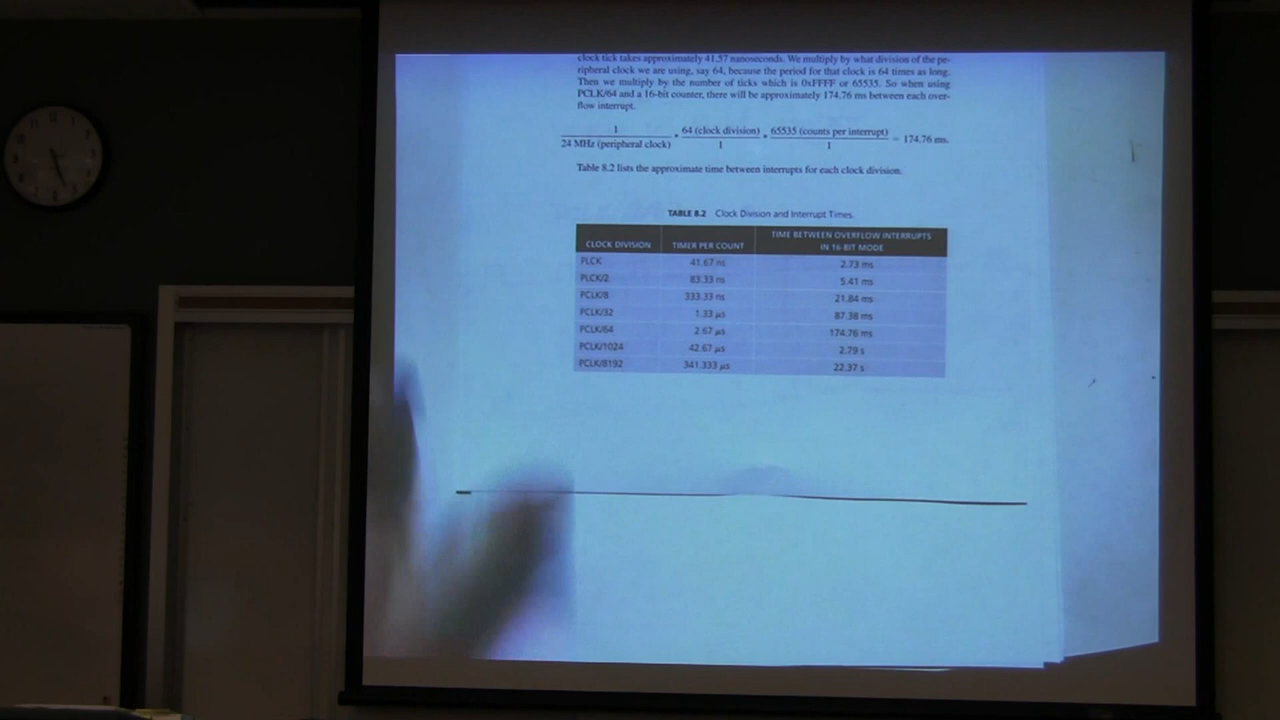 clock tick takes approximately 41.57 nanoseconds. We multiply by what division of the pe-
ripheral clock we are using, say 64, because the period for that clock is 64 times as long.
Then we multiply by the number of ticks which is 0xFFFF or 65535. So when using
PCLK/64 and a 16-bit counter, there will be approximately 174.76 ms between each over-
flow interrupt.
1 / 24 MHz (peripheral clock) * 64 (clock division) / 1 * 65535 (counts per interrupt) / 1 = 174.76 ms.
Table 8.2 lists the approximate time between interrupts for each clock division.
TABLE 8.2 Clock Division and Interrupt Times.
CLOCK DIVISION TIMER PER COUNT TIME BETWEEN OVERFLOW INTERRUPTS IN 16-BIT MODE
PLCK 41.67 ns 2.73 ms
PLCK/2 83.33 ns 5.41 ms
PCLK/8 333.33 ns 21.84 ms
PCLK/32 1.33 µs 87.38 ms
PCLK/64 2.67 µs 174.76 ms
PCLK/1024 42.67 µs 2.79 s
PCLK/8192 341.333 µs 22.37 s